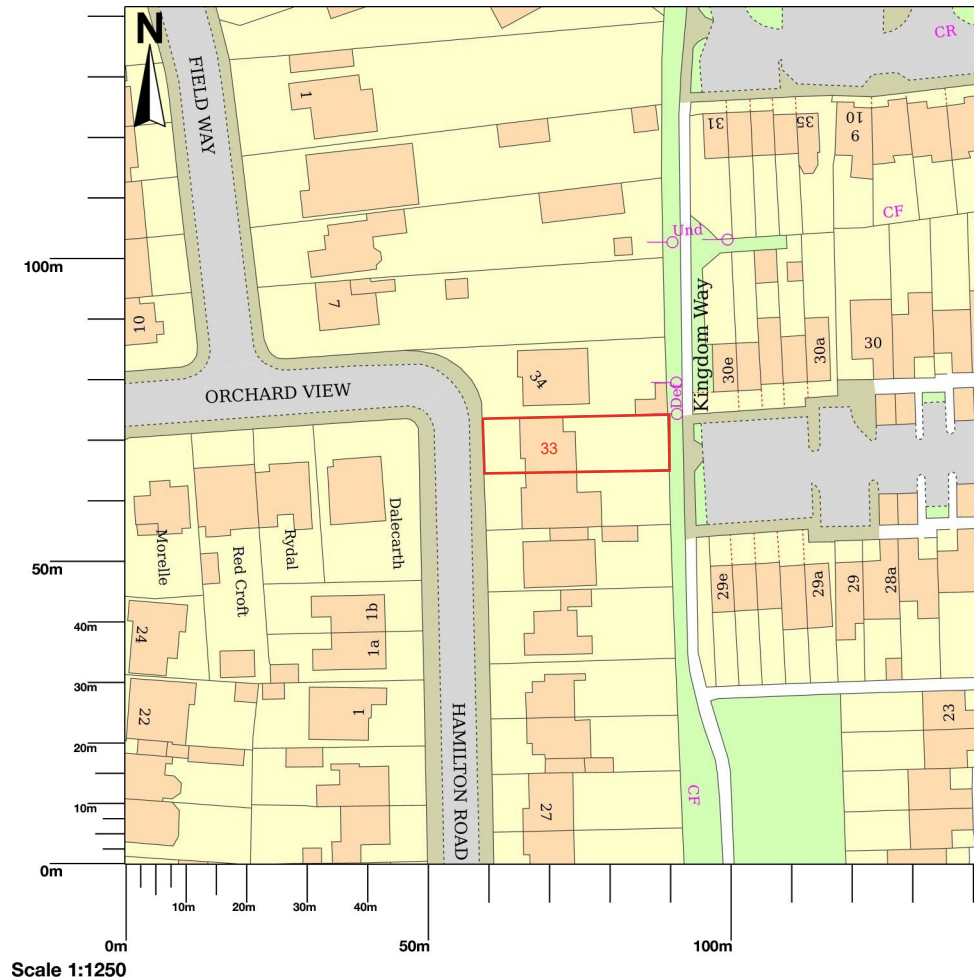 N
FIELD WAY
1
CR
31
35
10
9
CF
Und
100m
7
10
Kingdom Way
30e
30a
30
34
Def
ORCHARD VIEW
33
Morelle
Red Croft
Rydal
Dalecarth
50m
29e
29a
29
28a
40m
24
1b
1a
30m
22
1
23
20m
HAMILTON ROAD
27
CF
10m
0m
10m
20m
30m
40m
0m
50m
100m
Scale 1:1250